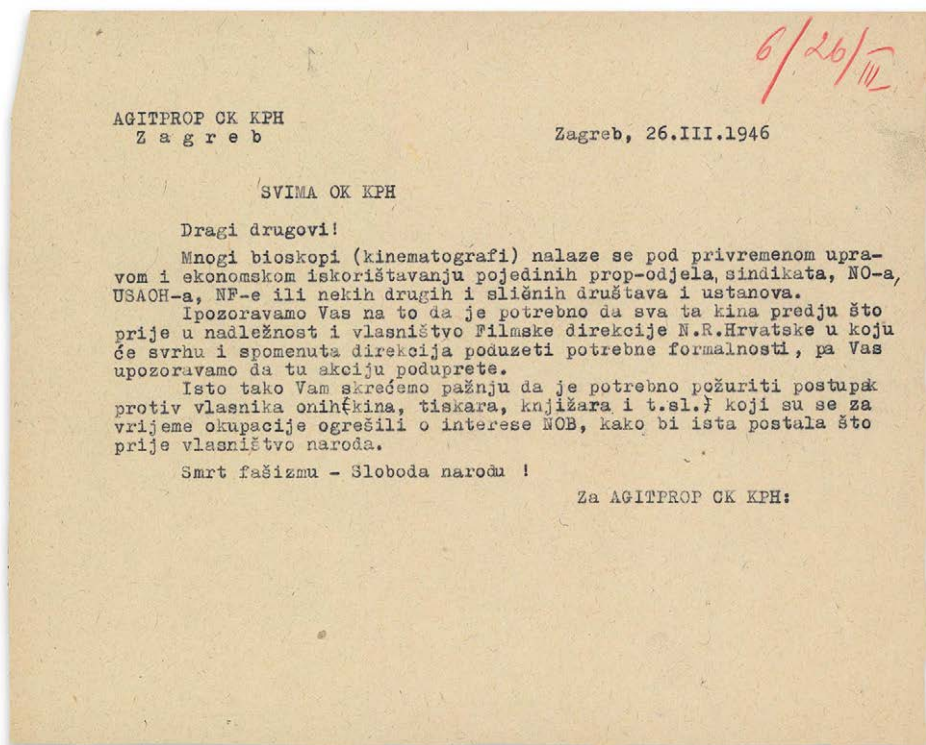 6/26/III
AGITPROP CK KPH
Z a g r e b
Zagreb, 26.III.1946
SVIMA OK KPH
Dragi drugovi!
Mnogi bioskopi (kinematografi) nalaze se pod privremenom upra-
vom i ekonomskom iskorištavanju pojedinih prop-odjela, sindikata, NO-a,
USAOH-a, NF-e ili nekih drugih i sličnih društava i ustanova.
Ipozoravamo Vas na to da je potrebno da sva ta kina predju što
prije u nadležnost i vlasništvo Filmske direkcije N.R.Hrvatske u koju
će svrhu i spomenuta direkcija poduzeti potrebne formalnosti, pa Vas
upozoravamo da tu akciju poduprete.
Isto tako Vam skrećemo pažnju da je potrebno požuriti postupak
protiv vlasnika onih(kina, tiskara, knjižara i t.sl.) koji su se za
vrijeme okupacije ogrešili o interese NOB, kako bi ista postala što
prije vlasništvo naroda.
Smrt fašizmu - Sloboda narodu !
Za AGITPROP CK KPH: